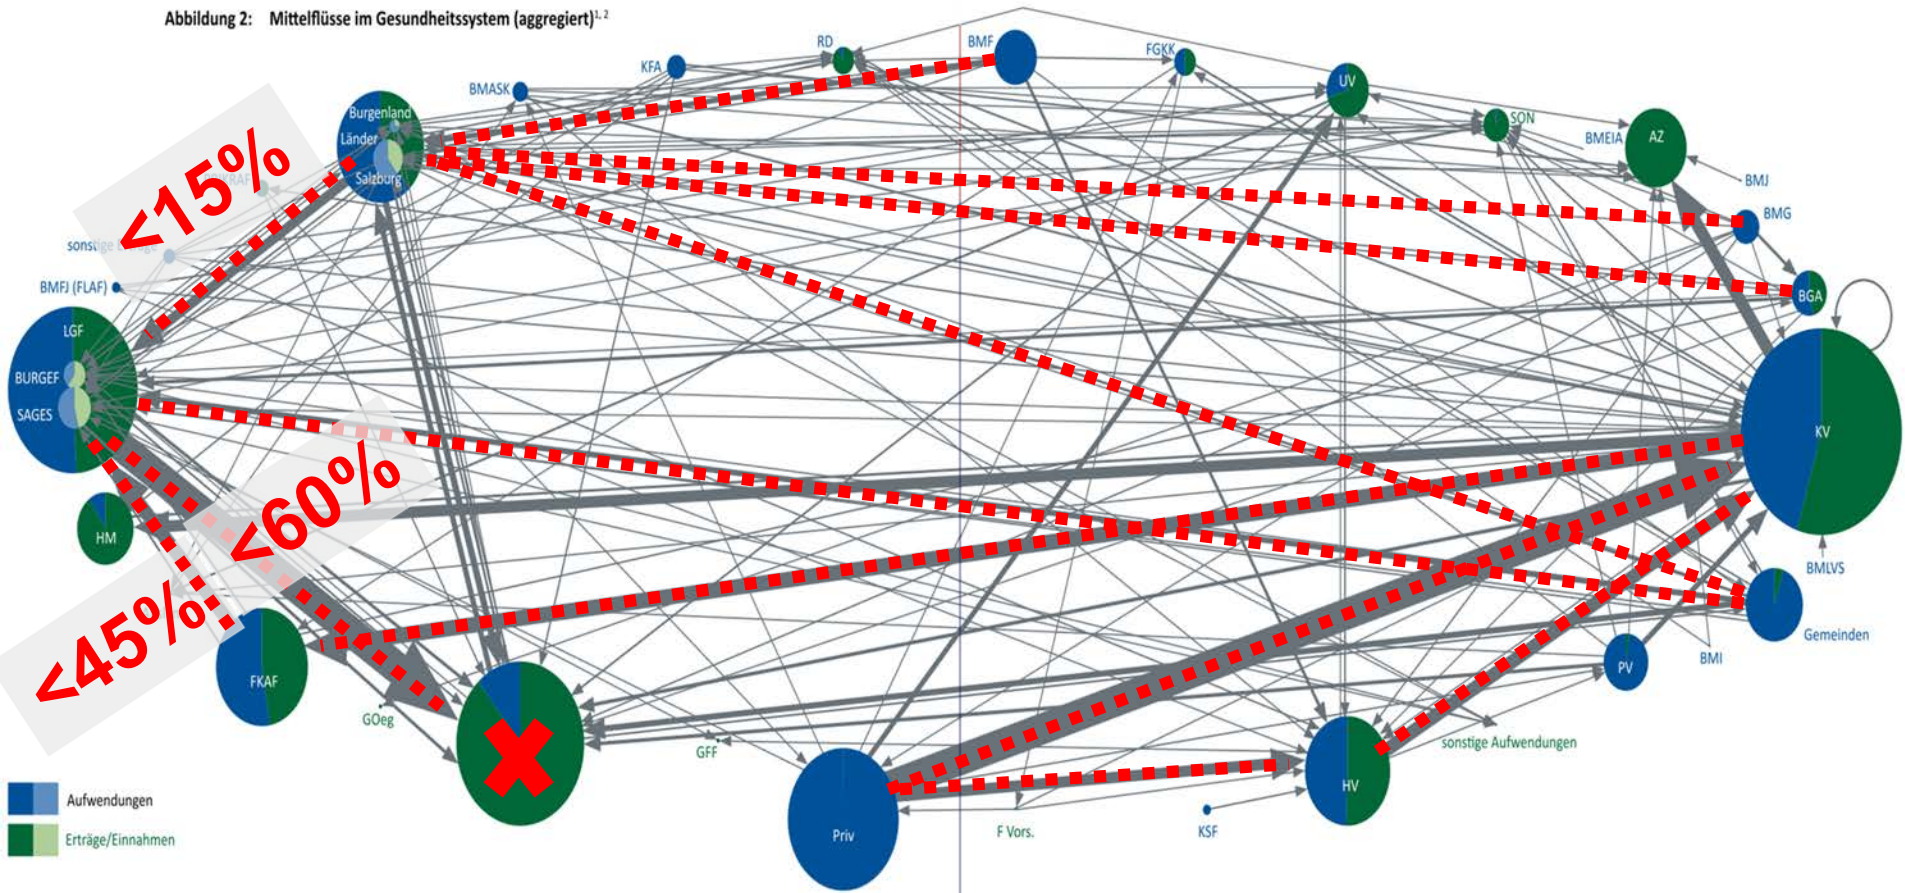 Abbildung 2: Mittelflüsse im Gesundheitssystem (aggregiert)1, 2
RD
BMF
FGKK
KFA
BMASK
UV
SON
BMEIA
AZ
BMJ
Burgenland
Länder
Salzburg
<15%
BMG
BMFJ (FLAF)
BGA
LGF
BURGEF
SAGES
KV
<60%
HM
BMLVS
<45%
Gemeinden
BMI
PV
FKAF
GOeg
GFF
sonstige Aufwendungen
HV
Priv
F Vors.
KSF
Aufwendungen
Erträge/Einnahmen